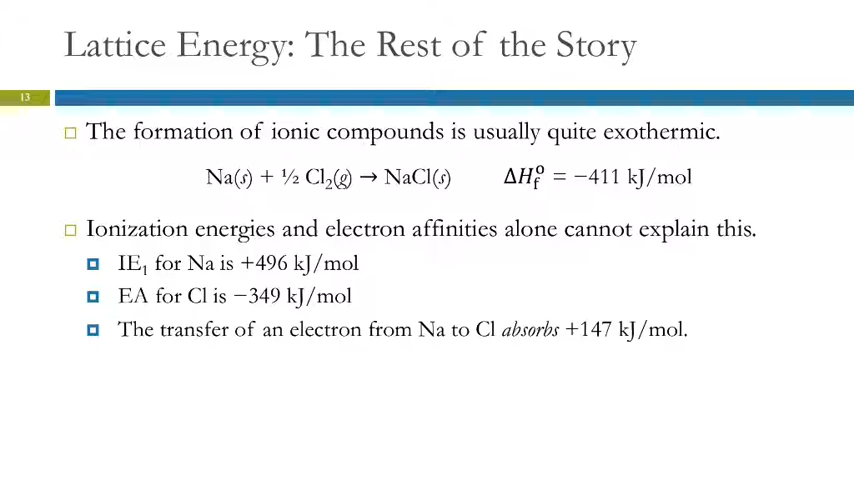 Lattice Energy: The Rest of the Story
13
The formation of ionic compounds is usually quite exothermic.
Na(s) + ½ Cl₂(g) → NaCl(s) ΔH_f^o = −411 kJ/mol
Ionization energies and electron affinities alone cannot explain this.
IE₁ for Na is +496 kJ/mol
EA for Cl is −349 kJ/mol
The transfer of an electron from Na to Cl absorbs +147 kJ/mol.